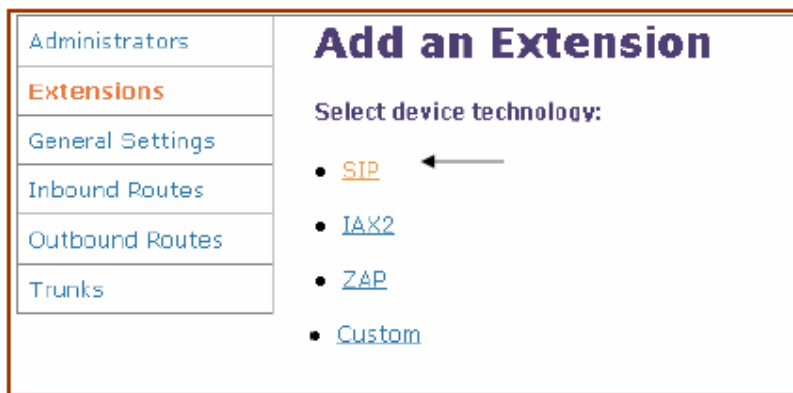 Administrators
Extensions
General Settings
Inbound Routes
Outbound Routes
Trunks
Add an Extension
Select device technology:
• SIP
• IAX2
• ZAP
• Custom